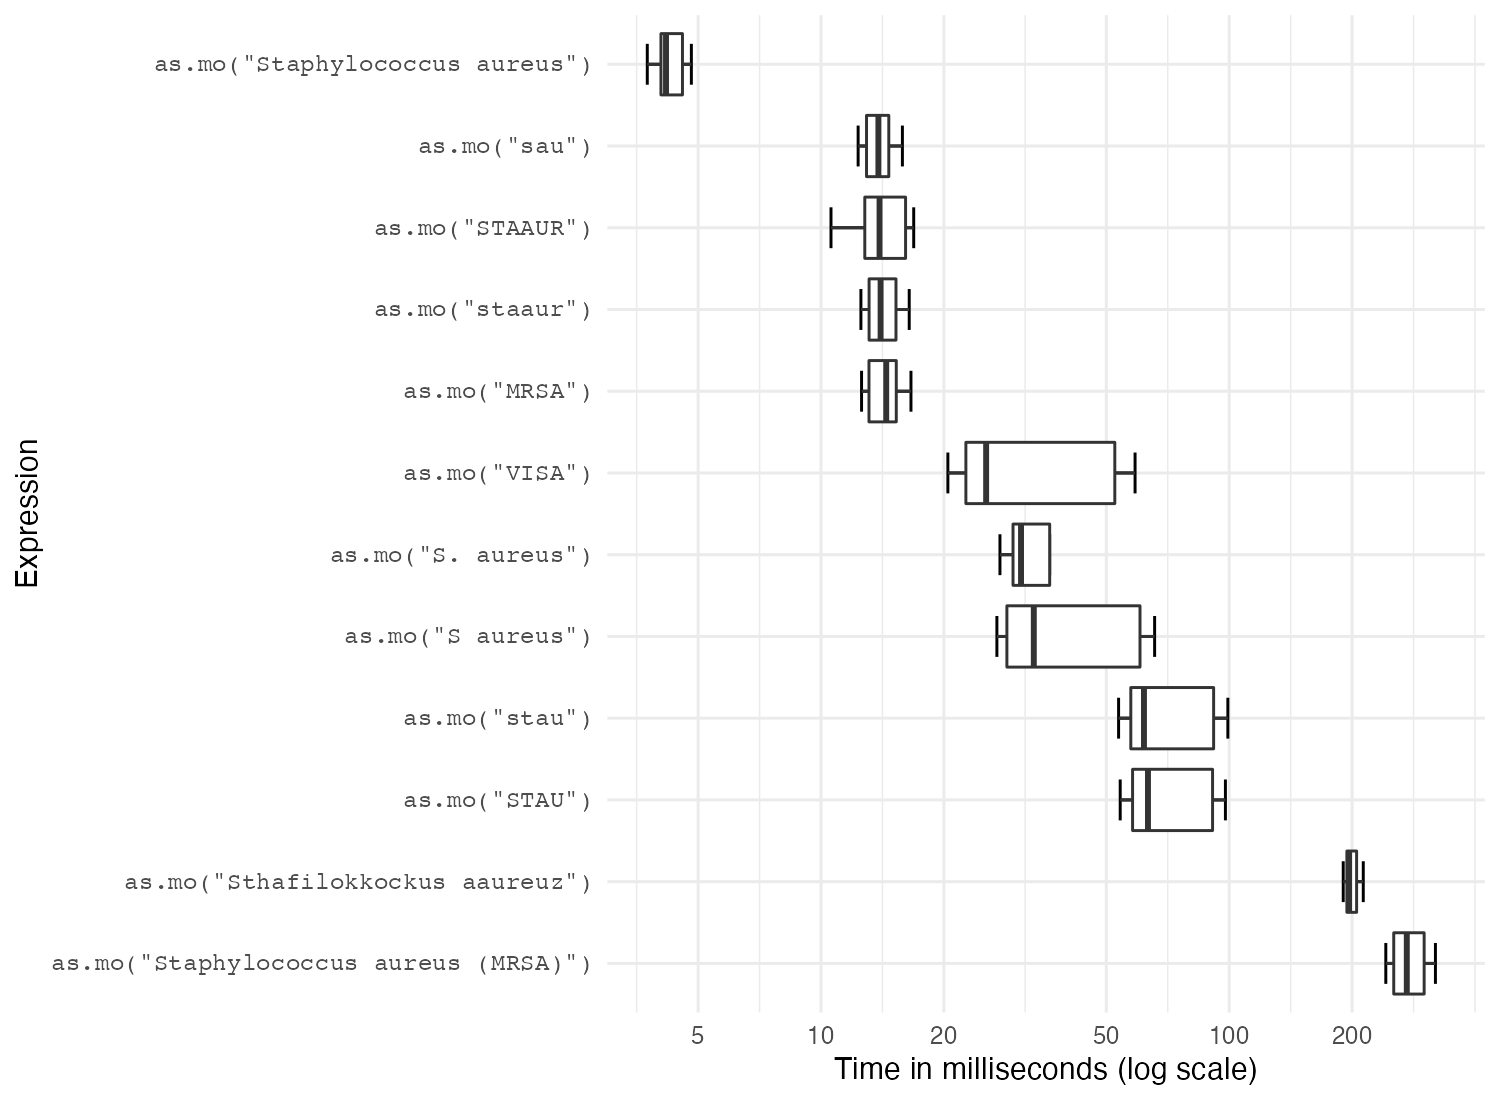 as.mo("Staphylococcus aureus")
as.mo("sau")
as.mo("STAAUR")
as.mo("staaur")
as.mo("MRSA")
as.mo("VISA")
as.mo("S. aureus")
as.mo("S aureus")
as.mo("stau")
as.mo("STAU")
as.mo("Sthafilokkockus aaureuz")
as.mo("Staphylococcus aureus (MRSA)")
Expression
5 10 20 50 100 200
Time in milliseconds (log scale)